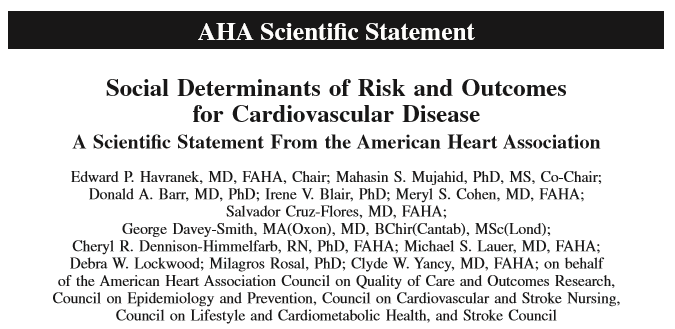 AHA Scientific Statement
Social Determinants of Risk and Outcomes
for Cardiovascular Disease
A Scientific Statement From the American Heart Association
Edward P. Havranek, MD, FAHA, Chair; Mahasin S. Mujahid, PhD, MS, Co-Chair;
Donald A. Barr, MD, PhD; Irene V. Blair, PhD; Meryl S. Cohen, MD, FAHA;
Salvador Cruz-Flores, MD, FAHA;
George Davey-Smith, MA(Oxon), MD, BChir(Cantab), MSc(Lond);
Cheryl R. Dennison-Himmelfarb, RN, PhD, FAHA; Michael S. Lauer, MD, FAHA;
Debra W. Lockwood; Milagros Rosal, PhD; Clyde W. Yancy, MD, FAHA; on behalf
of the American Heart Association Council on Quality of Care and Outcomes Research,
Council on Epidemiology and Prevention, Council on Cardiovascular and Stroke Nursing,
Council on Lifestyle and Cardiometabolic Health, and Stroke Council